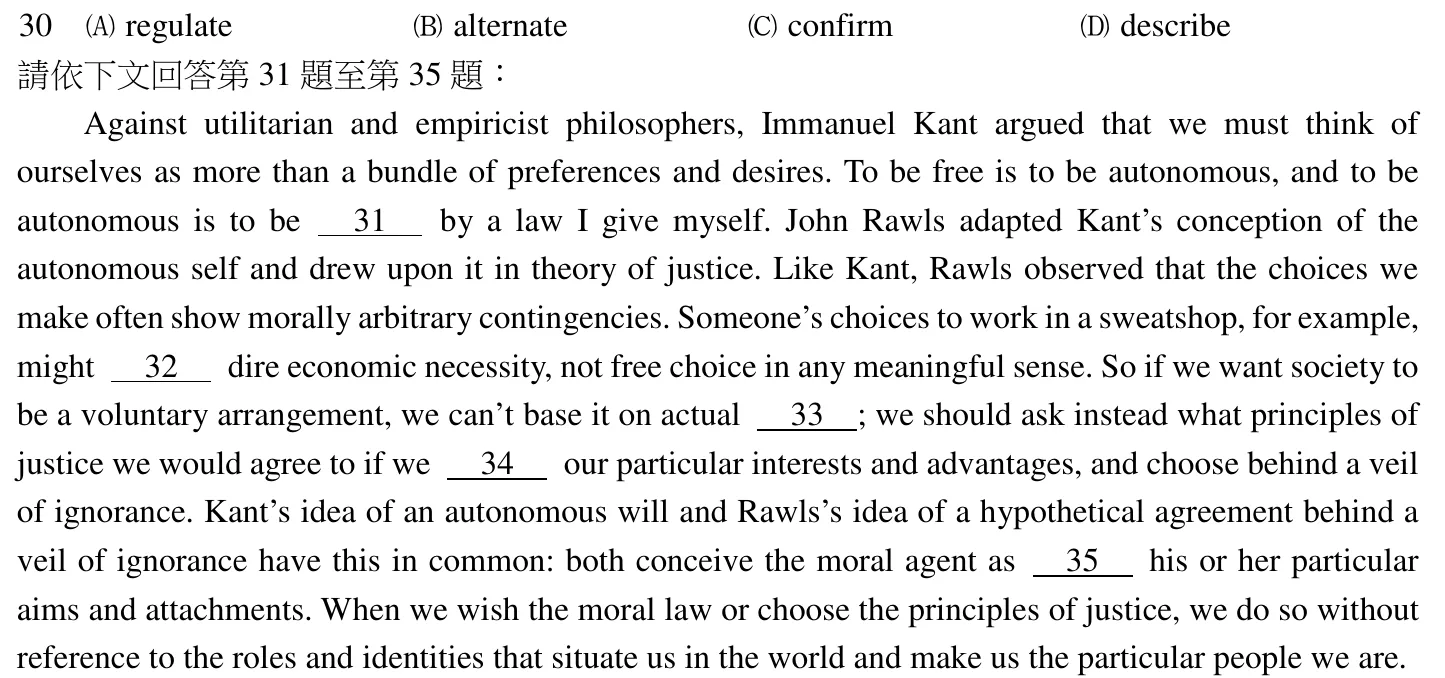 30 (A) regulate (B) alternate (C) confirm (D) describe
請依下文回答第 31 題至第 35 題：
Against utilitarian and empiricist philosophers, Immanuel Kant argued that we must think of
ourselves as more than a bundle of preferences and desires. To be free is to be autonomous, and to be
autonomous is to be 31 by a law I give myself. John Rawls adapted Kant’s conception of the
autonomous self and drew upon it in theory of justice. Like Kant, Rawls observed that the choices we
make often show morally arbitrary contingencies. Someone’s choices to work in a sweatshop, for example,
might 32 dire economic necessity, not free choice in any meaningful sense. So if we want society to
be a voluntary arrangement, we can’t base it on actual 33 ; we should ask instead what principles of
justice we would agree to if we 34 our particular interests and advantages, and choose behind a veil
of ignorance. Kant’s idea of an autonomous will and Rawls’s idea of a hypothetical agreement behind a
veil of ignorance have this in common: both conceive the moral agent as 35 his or her particular
aims and attachments. When we wish the moral law or choose the principles of justice, we do so without
reference to the roles and identities that situate us in the world and make us the particular people we are.